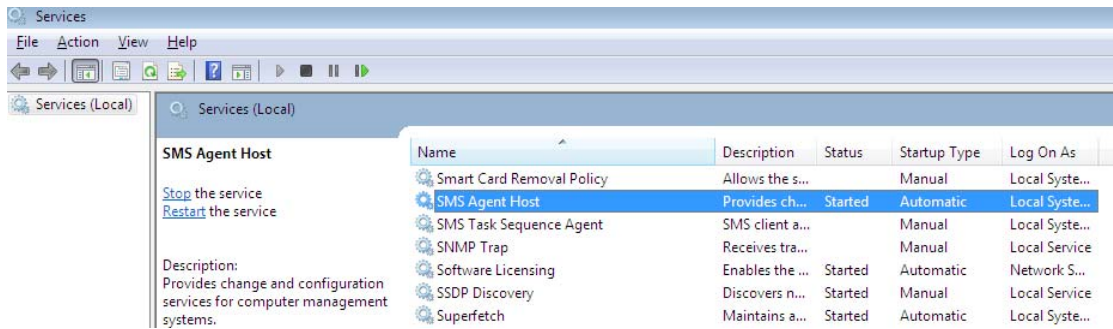 Services
File Action View Help
Services (Local)
Services (Local)
SMS Agent Host
Stop the service
Restart the service
Description:
Provides change and configuration
services for computer management
systems.
Name Description Status Startup Type Log On As
Smart Card Removal Policy Allows the s... Manual Local Syste...
SMS Agent Host Provides ch... Started Automatic Local Syste...
SMS Task Sequence Agent SMS client a... Manual Local Syste...
SNMP Trap Receives tra... Manual Local Service
Software Licensing Enables the ... Started Automatic Network S...
SSDP Discovery Discovers n... Started Manual Local Service
Superfetch Maintains a... Started Automatic Local Syste...